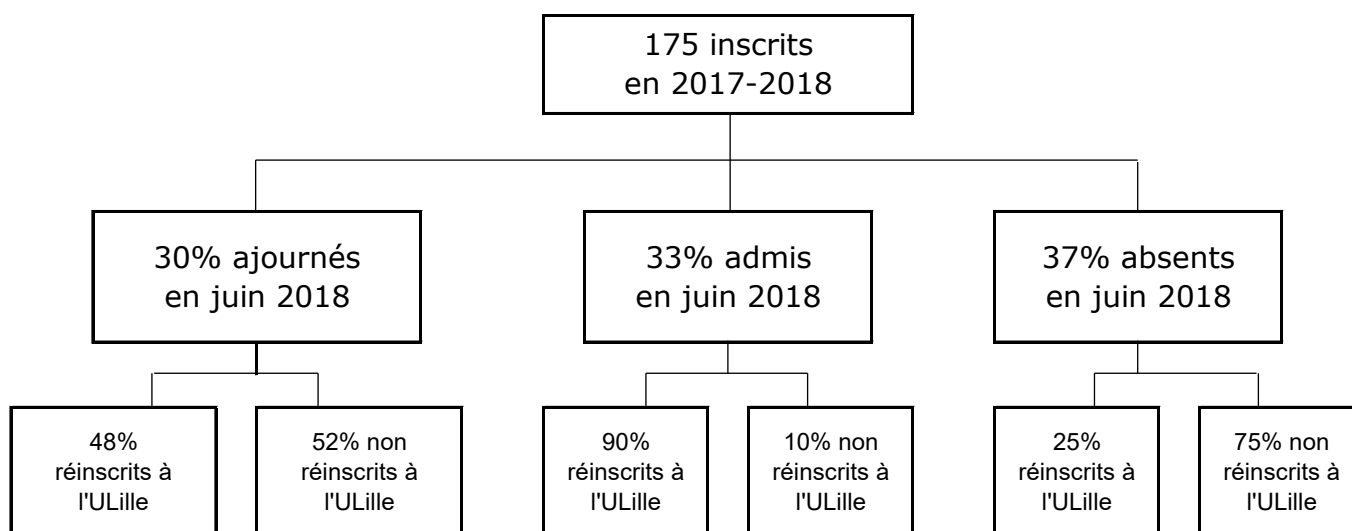 175 inscrits
en 2017-2018
30% ajournés
en juin 2018
33% admis
en juin 2018
37% absents
en juin 2018
48%
réinscrits à
l'ULille
52% non
réinscrits à
l'ULille
90%
réinscrits à
l'ULille
10% non
réinscrits à
l'ULille
25%
réinscrits à
l'ULille
75% non
réinscrits à
l'ULille